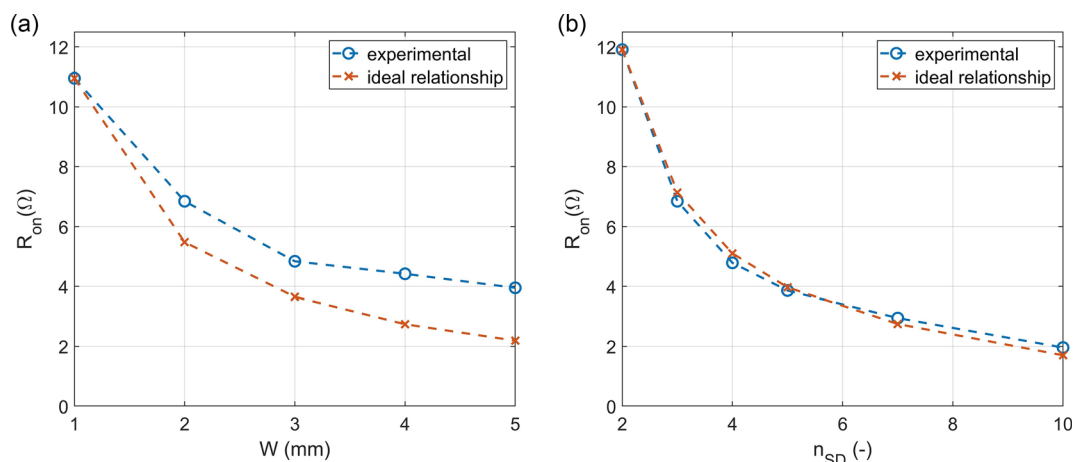 (a)
12
10
8
6
4
2
0
R_on(Ω)
experimental
ideal relationship
1 2 3 4 5
W (mm)
(b)
12
10
8
6
4
2
0
R_on(Ω)
experimental
ideal relationship
2 4 6 8 10
n_SD (-)